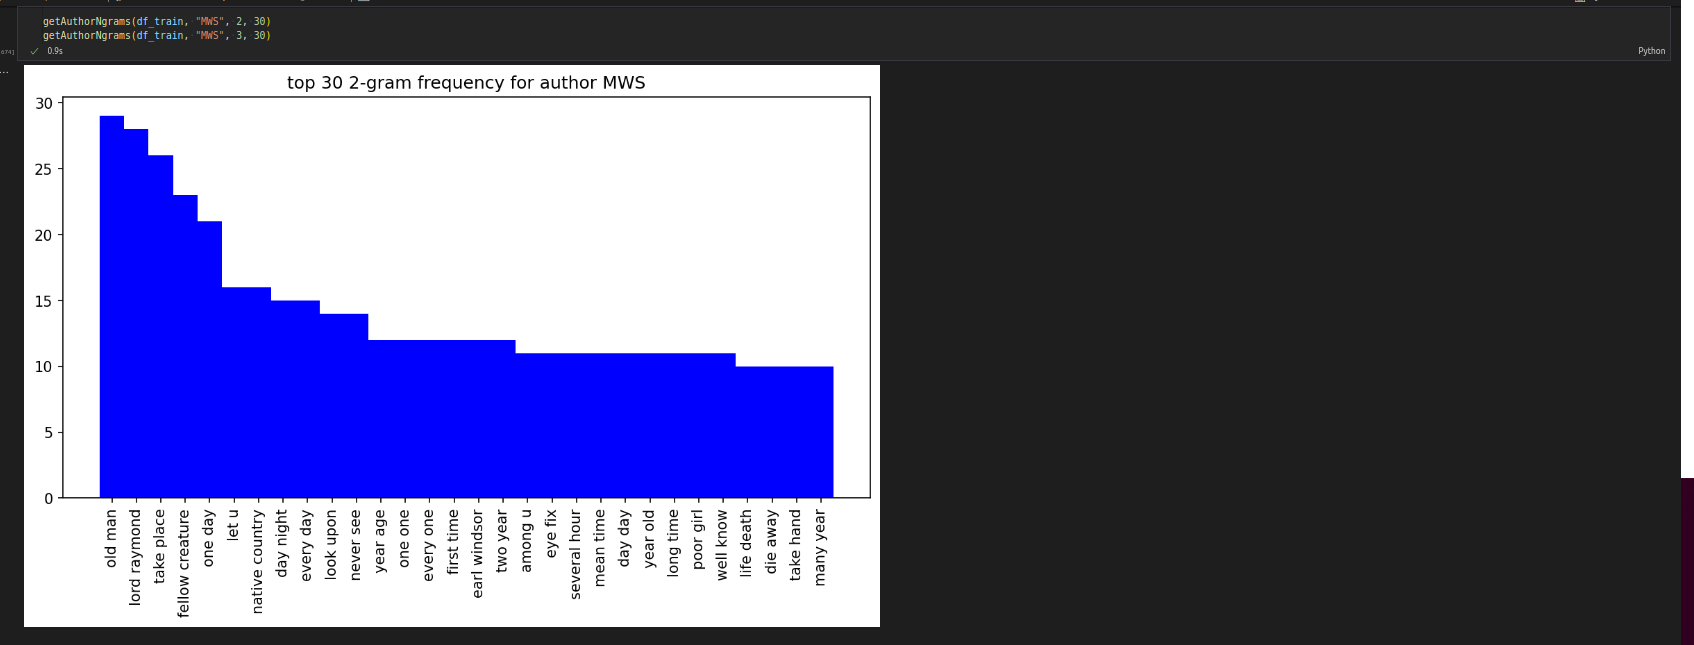 getAuthorNgrams(df_train, "MWS", 2, 30)
getAuthorNgrams(df_train, "MWS", 3, 30)
674]
✓ 0.9s
Python
...
top 30 2-gram frequency for author MWS
30
25
20
15
10
5
0
old man
lord raymond
take place
fellow creature
one day
let u
native country
day night
every day
look upon
never see
year age
one one
every one
first time
earl windsor
two year
among u
eye fix
several hour
mean time
day day
year old
long time
poor girl
well know
life death
die away
take hand
many year